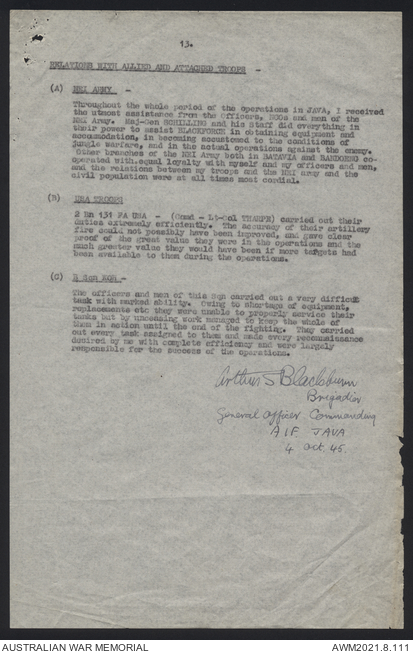 13.
RELATIONS WITH ALLIED AND ATTACHED TROOPS -
(A) NEI ARMY -
Throughout the whole period of the operations in JAVA, I received
the utmost assistance from the Officers, NCOs and men of the
NEI Army. Maj-Gen SCHILLING and his staff did everything in
their power to assist BLACKFORCE in obtaining equipment and
accommodation, in becoming accustomed to the conditions of
jungle warfare, and in the actual operations against the enemy.
Other branches of the NEI Army both in BATAVIA and BANDOENG co-
operated with equal loyalty with myself and my officers and men,
and the relations between my troops and the NEI army and the
civil population were at all times most cordial.
(B) USA TROOPS
2 Bn 131 FA USA - (Comd - Lt-Col THARPE) carried out their
duties extremely efficiently. The accuracy of their artillery
fire could not possibly have been improved, and gave clear
proof of the great value they were in the operations and the
much greater value they would have been if more targets had
been available to them during the operations.
(C)
The officers and men of this Sqn carried out a very difficult
task with marked ability. Owing to shortage of equipment,
replacements etc they were unable to properly service their
tanks but by unceasing work managed to keep the whole of
them in action until the end of the fighting. They carried
out every task assigned to them and made every reconnaissance
desired by me with complete efficiency and were largely
responsible for the success of the operations.
Arthur S Blackburn
Brigadier
General Officer Commanding
AIF JAVA
4 Oct. 45.
AUSTRALIAN WAR MEMORIAL
AWM2021.8.111